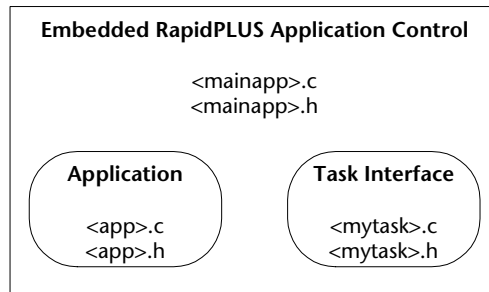 Embedded RapidPLUS Application Control
<mainapp>.c
<mainapp>.h
Application
<app>.c
<app>.h
Task Interface
<mytask>.c
<mytask>.h